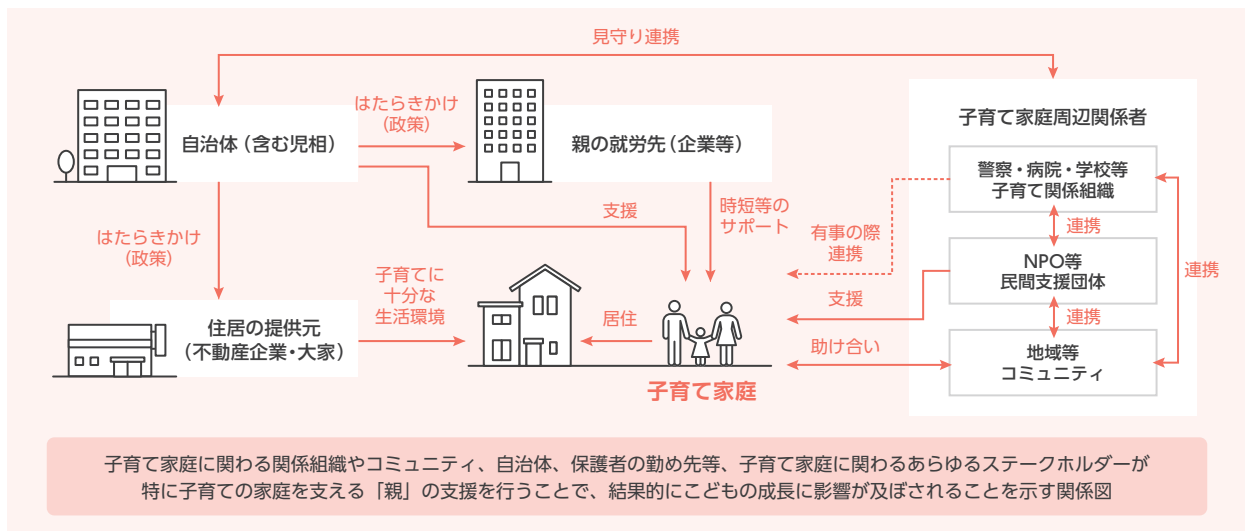 見守り連携
自治体（含む児相）
はたらきかけ
（政策）
親の就労先（企業等）
子育て家庭周辺関係者
警察・病院・学校等
子育て関係組織
連携
NPO等
民間支援団体
連携
地域等
コミュニティ
連携
はたらきかけ
（政策）
支援
時短等の
サポート
有事の際
連携
支援
助け合い
住居の提供元
（不動産企業・大家）
子育てに
十分な
生活環境
居住
子育て家庭
子育て家庭に関わる関係組織やコミュニティ、自治体、保護者の勤め先等、子育て家庭に関わるあらゆるステークホルダーが
特に子育ての家庭を支える「親」の支援を行うことで、結果的にこどもの成長に影響が及ぼされることを示す関係図